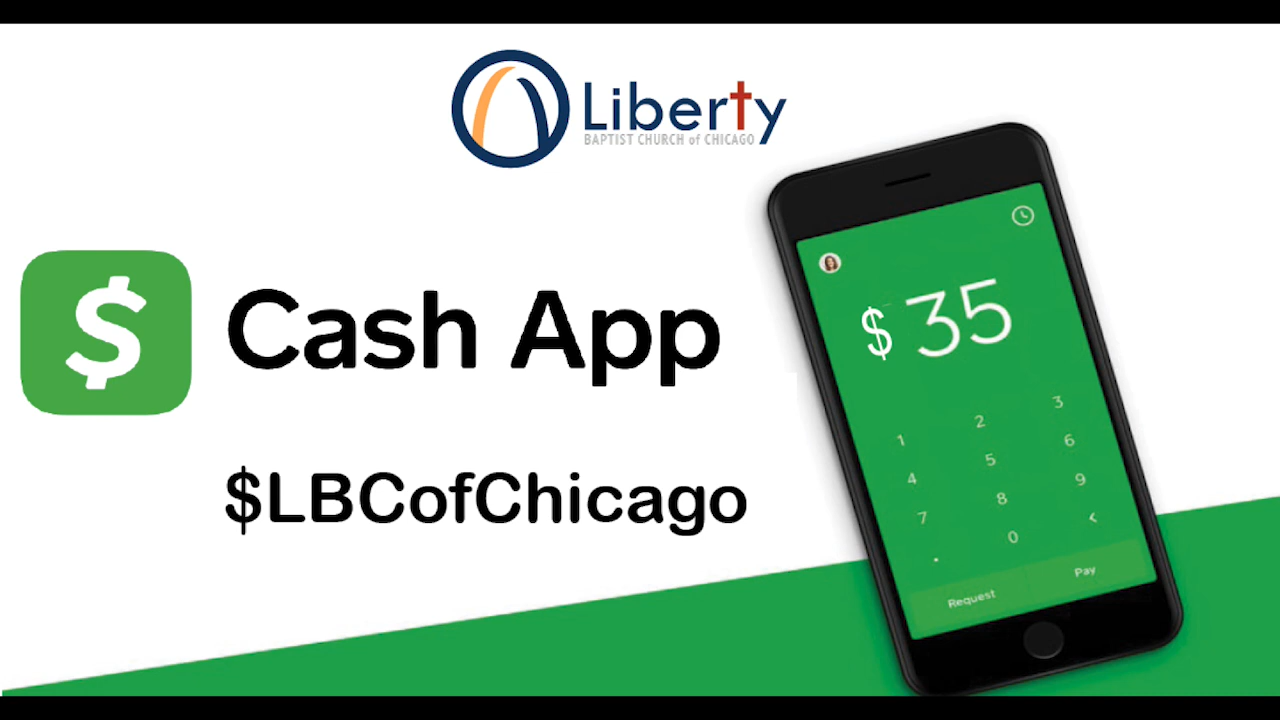 Liberty
BAPTIST CHURCH of CHICAGO
$
Cash App
$LBCofChicago
$ 35
1 2 3
4 5 6
7 8 9
. 0 <
Request Pay